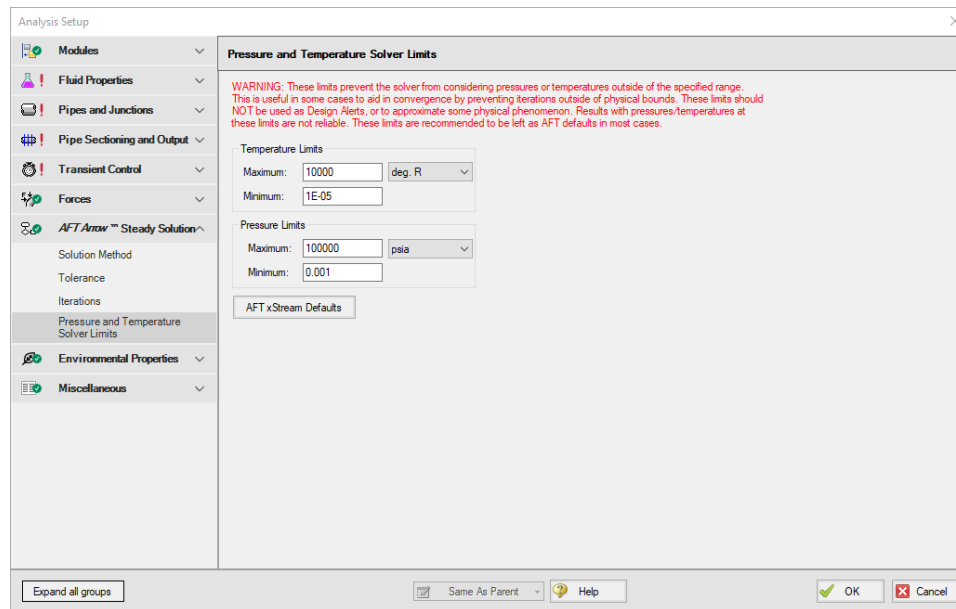 Analysis Setup
Modules
Fluid Properties
Pipes and Junctions
Pipe Sectioning and Output
Transient Control
Forces
AFT Arrow ™ Steady Solution
Solution Method
Tolerance
Iterations
Pressure and Temperature
Solver Limits
Environmental Properties
Miscellaneous
Pressure and Temperature Solver Limits
WARNING: These limits prevent the solver from considering pressures or temperatures outside of the specified range.
This is useful in some cases to aid in convergence by preventing iterations outside of physical bounds. These limits should
NOT be used as Design Alerts, or to approximate some physical phenomenon. Results with pressures/temperatures at
these limits are not reliable. These limits are recommended to be left as AFT defaults in most cases.
Temperature Limits
Maximum: 10000 deg. R
Minimum: 1E-05
Pressure Limits
Maximum: 100000 psia
Minimum: 0.001
AFT xStream Defaults
Expand all groups
Same As Parent
Help
OK
Cancel